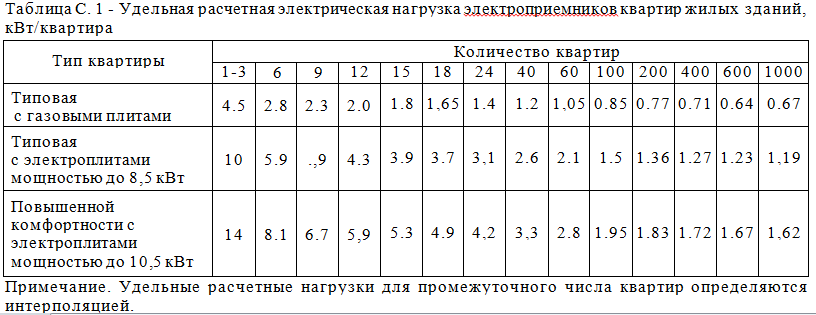 Таблица С. 1 - Удельная расчетная электрическая нагрузка электроприемников квартир жилых зданий,
кВт/квартира
Тип квартиры
Количество квартир
1-3 6 9 12 15 18 24 40 60 100 200 400 600 1000
Типовая
с газовыми плитами
4.5 2.8 2.3 2.0 1.8 1,65 1.4 1.2 1,05 0.85 0.77 0.71 0.64 0.67
Типовая
с электроплитами
мощностью до 8,5 кВт
10 5.9 .,9 4.3 3.9 3.7 3,1 2.6 2.1 1.5 1.36 1.27 1.23 1,19
Повышенной
комфортности с
электроплитами
мощностью до 10,5 кВт
14 8.1 6.7 5,9 5.3 4.9 4,2 3,3 2.8 1.95 1.83 1.72 1.67 1,62
Примечание. Удельные расчетные нагрузки для промежуточного числа квартир определяются
интерполяцией.